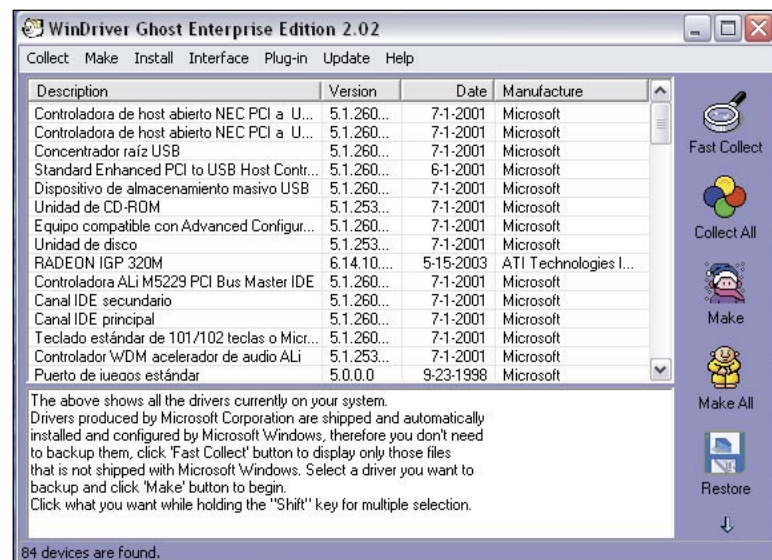 WinDriver Ghost Enterprise Edition 2.02
Collect Make Install Interface Plug-in Update Help
Description Version Date Manufacture
Controladora de host abierto NEC PCI a U... 5.1.260... 7-1-2001 Microsoft
Controladora de host abierto NEC PCI a U... 5.1.260... 7-1-2001 Microsoft
Concentrador raíz USB 5.1.260... 7-1-2001 Microsoft
Standard Enhanced PCI to USB Host Contr... 5.1.260... 6-1-2001 Microsoft
Dispositivo de almacenamiento masivo USB 5.1.260... 7-1-2001 Microsoft
Unidad de CD-ROM 5.1.253... 7-1-2001 Microsoft
Equipo compatible con Advanced Configur... 5.1.260... 7-1-2001 Microsoft
Unidad de disco 5.1.253... 7-1-2001 Microsoft
RADEON IGP 320M 6.14.10.... 5-15-2003 ATI Technologies I...
Controladora ALi M5229 PCI Bus Master IDE 5.1.260... 7-1-2001 Microsoft
Canal IDE secundario 5.1.260... 7-1-2001 Microsoft
Canal IDE principal 5.1.260... 7-1-2001 Microsoft
Teclado estándar de 101/102 teclas o Micr... 5.1.260... 7-1-2001 Microsoft
Controlador WDM acelerador de audio ALi 5.1.253... 7-1-2001 Microsoft
Puerto de juegos estándar 5.0.0.0 9-23-1998 Microsoft
Fast Collect
Collect All
Make
Make All
Restore
The above shows all the drivers currently on your system.
Drivers produced by Microsoft Corporation are shipped and automatically
installed and configured by Microsoft Windows, therefore you don't need
to backup them, click 'Fast Collect' button to display only those files
that is not shipped with Microsoft Windows. Select a driver you want to
backup and click 'Make' button to begin.
Click what you want while holding the "Shift" key for multiple selection.
84 devices are found.